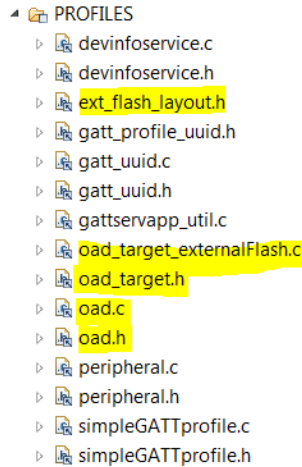 PROFILES
devinfoservice.c
devinfoservice.h
ext_flash_layout.h
gatt_profile_uuid.h
gatt_uuid.c
gatt_uuid.h
gattservapp_util.c
oad_target_externalFlash.c
oad_target.h
oad.c
oad.h
peripheral.c
peripheral.h
simpleGATTprofile.c
simpleGATTprofile.h